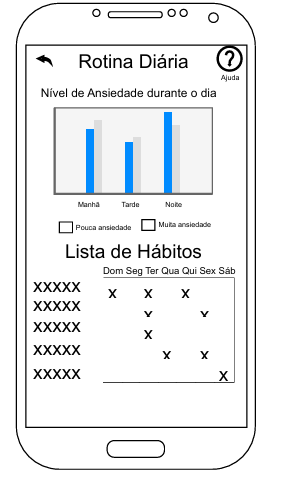 Rotina Diária
?
Ajuda
Nível de Ansiedade durante o dia
Manhã Tarde Noite
Pouca ansiedade Muita ansiedade
Lista de Hábitos
Dom Seg Ter Qua Qui Sex Sáb
XXXXX x x x
XXXXX x x
XXXXX x
XXXXX x x
XXXXX x